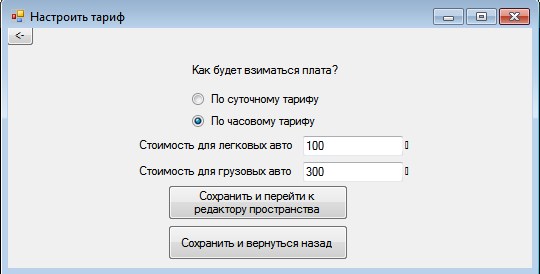 Настроить тариф
<-
Как будет взиматься плата?
По суточному тарифу
По часовому тарифу
Стоимость для легковых авто 100
Стоимость для грузовых авто 300
Сохранить и перейти к
редактору пространства
Сохранить и вернуться назад